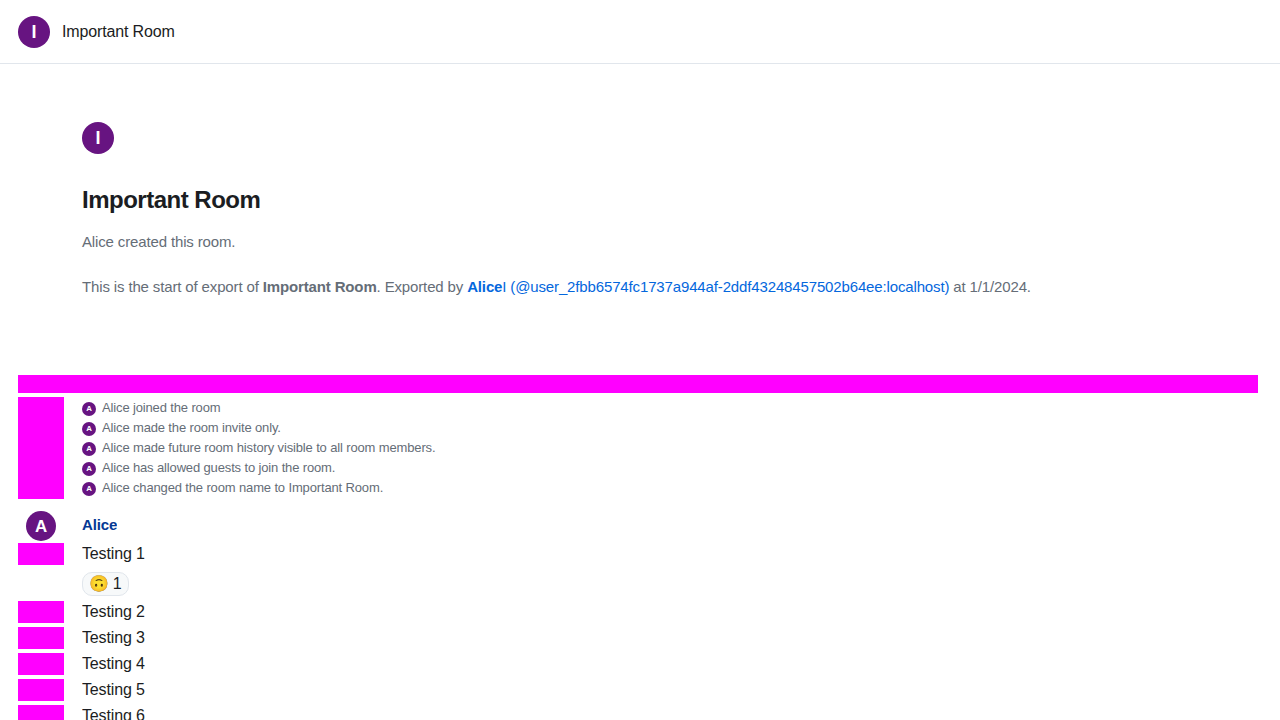 I Important Room
I
Important Room
Alice created this room.
This is the start of export of Important Room. Exported by AliceI (@user_2fbb6574fc1737a944af-2ddf43248457502b64ee:localhost) at 1/1/2024.
A Alice joined the room
A Alice made the room invite only.
A Alice made future room history visible to all room members.
A Alice has allowed guests to join the room.
A Alice changed the room name to Important Room.
A Alice
Testing 1
🙃 1
Testing 2
Testing 3
Testing 4
Testing 5
Testing 6